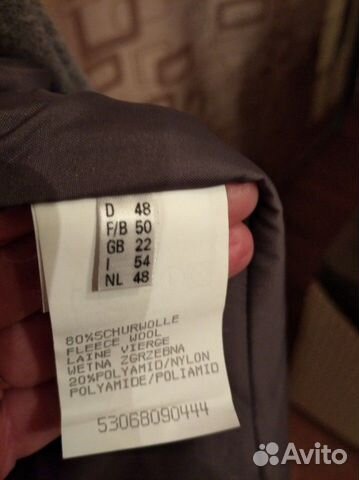 D 48
F/B 50
GB 22
I 54
NL 48
80%SCHURWOLLE
FLEECE WOOL
LAINE VIERGE
WETNA ZGRZEBNA
20%POLYAMID/NYLON
POLYAMIDE/POLIAMID
53068090444
Avito